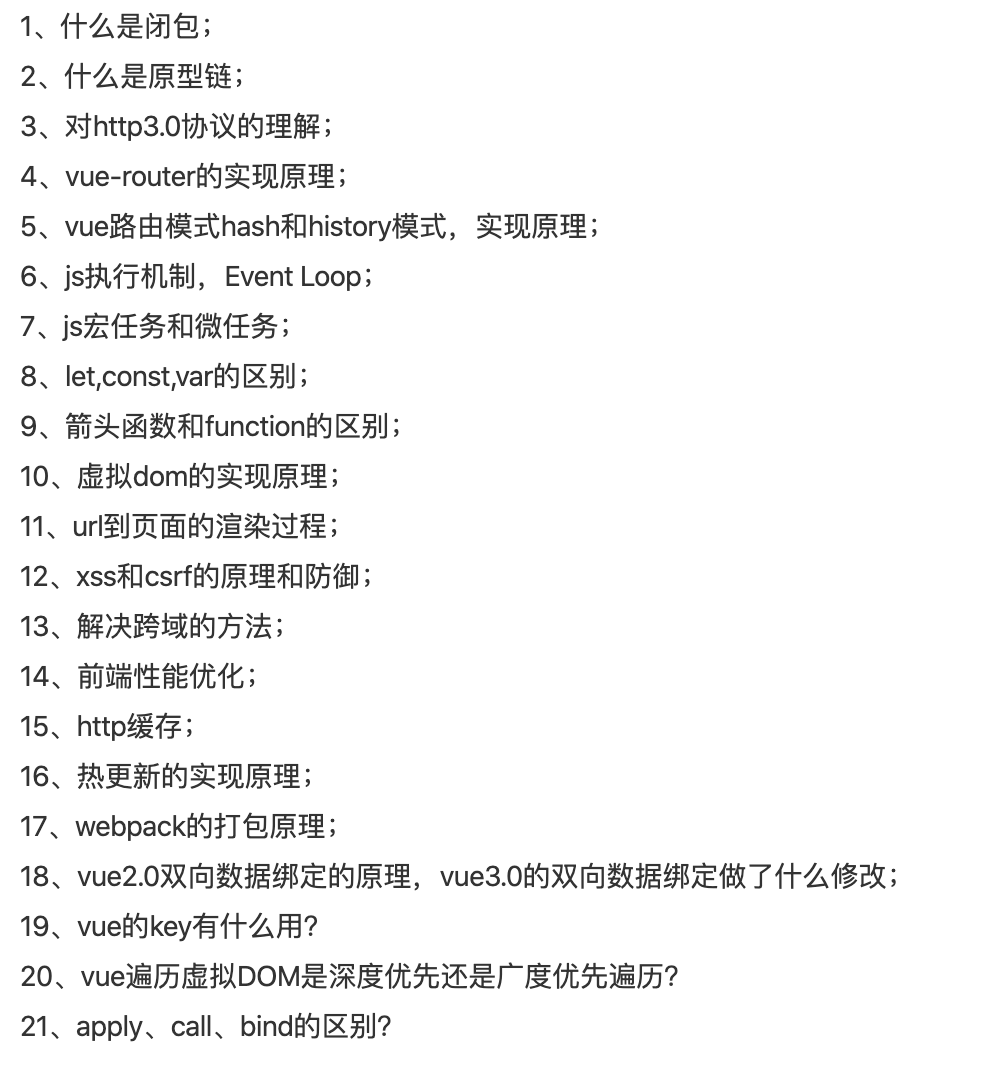 1、什么是闭包；
2、什么是原型链；
3、对http3.0协议的理解；
4、vue-router的实现原理；
5、vue路由模式hash和history模式，实现原理；
6、js执行机制，Event Loop；
7、js宏任务和微任务；
8、let,const,var的区别；
9、箭头函数和function的区别；
10、虚拟dom的实现原理；
11、url到页面的渲染过程；
12、xss和csrf的原理和防御；
13、解决跨域的方法；
14、前端性能优化；
15、http缓存；
16、热更新的实现原理；
17、webpack的打包原理；
18、vue2.0双向数据绑定的原理，vue3.0的双向数据绑定做了什么修改；
19、vue的key有什么用？
20、vue遍历虚拟DOM是深度优先还是广度优先遍历？
21、apply、call、bind的区别？